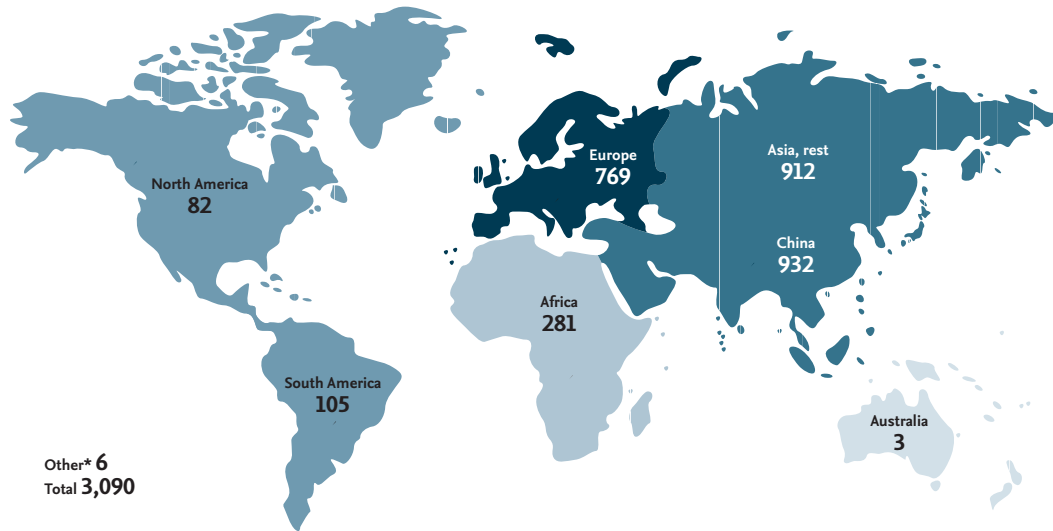 North America
82
Europe
769
Asia, rest
912
China
932
Africa
281
South America
105
Australia
3
Other* 6
Total 3,090